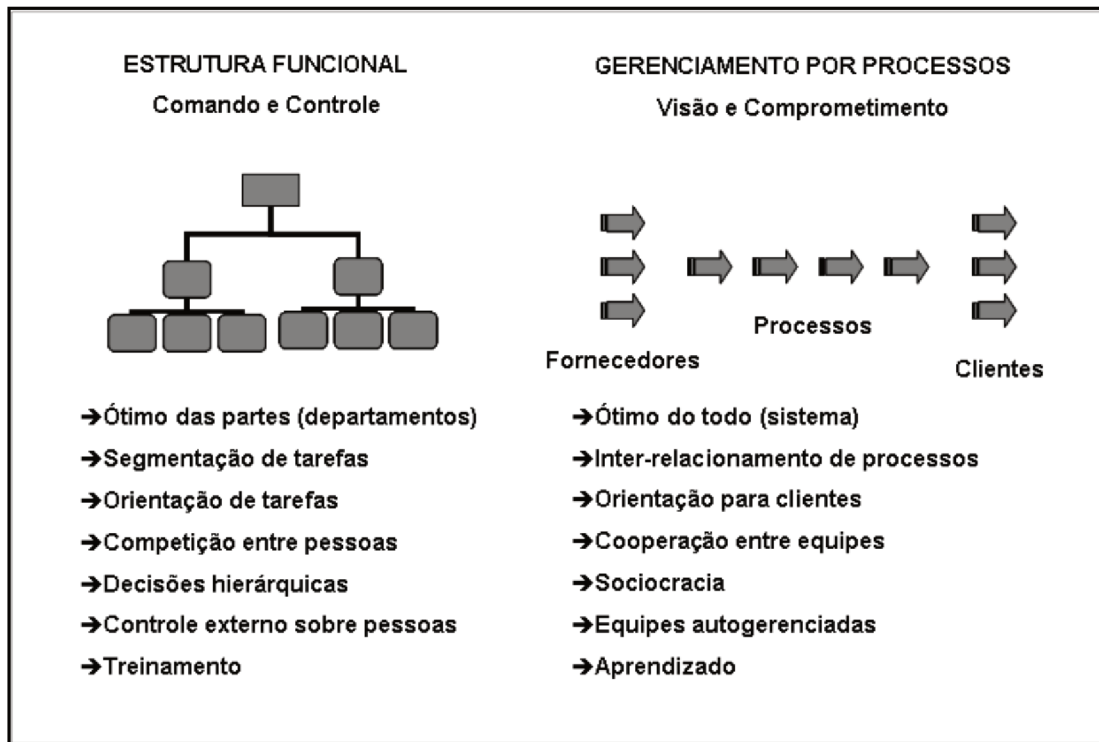 ESTRUTURA FUNCIONAL
Comando e Controle
➔Ótimo das partes (departamentos)
➔Segmentação de tarefas
➔Orientação de tarefas
➔Competição entre pessoas
➔Decisões hierárquicas
➔Controle externo sobre pessoas
➔Treinamento
GERENCIAMENTO POR PROCESSOS
Visão e Comprometimento
Processos
Fornecedores
Clientes
➔Ótimo do todo (sistema)
➔Inter-relacionamento de processos
➔Orientação para clientes
➔Cooperação entre equipes
➔Sociocracia
➔Equipes autogerenciadas
➔Aprendizado